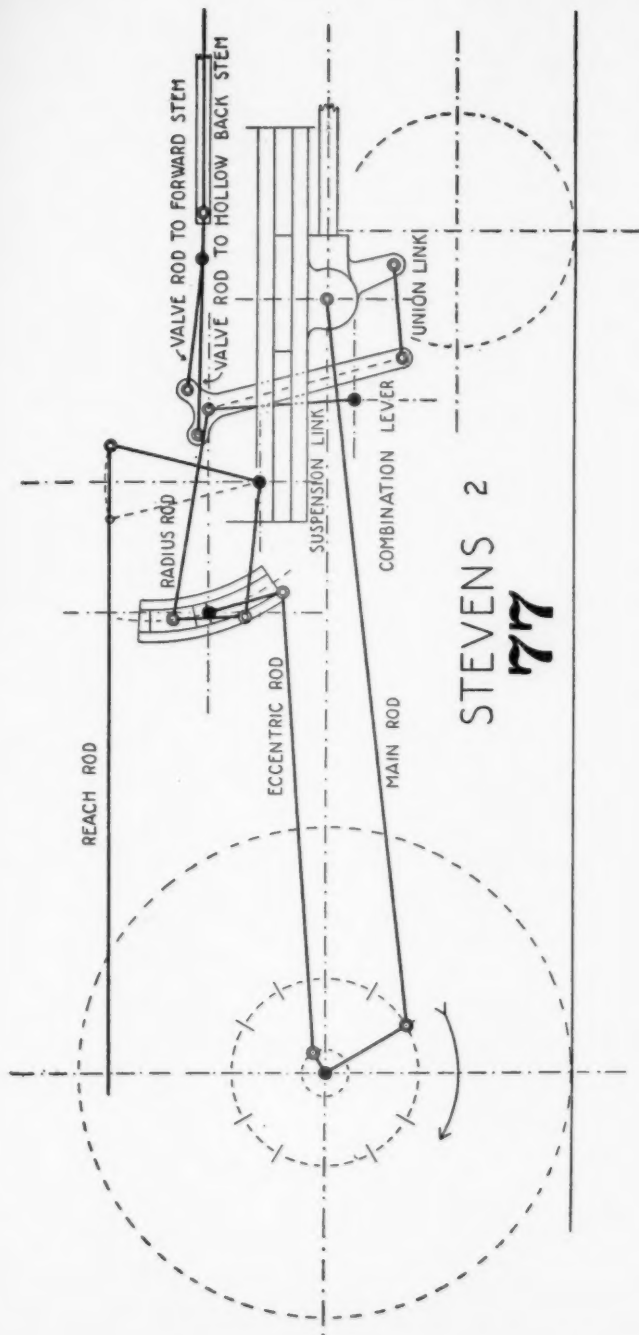 VALVE ROD TO FORWARD STEM
VALVE ROD TO HOLLOW BACK STEM
REACH ROD
RADIUS ROD
SUSPENSION LINK
UNION LINK
COMBINATION LEVER
ECCENTRIC ROD
MAIN ROD
STEVENS 2
77